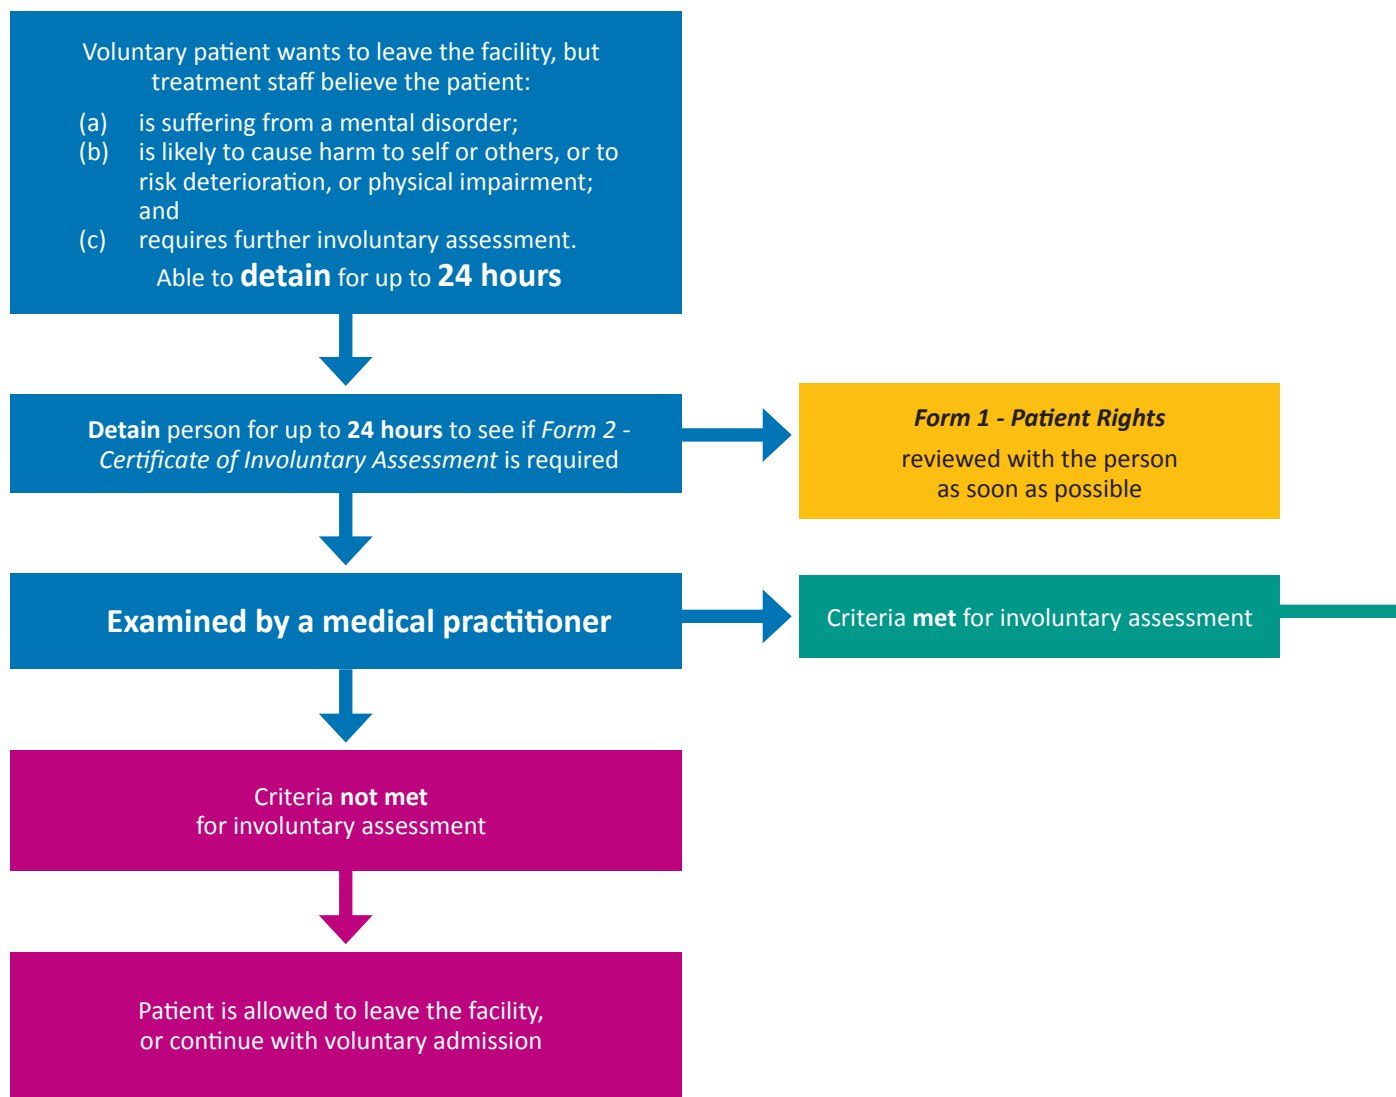 Voluntary patient wants to leave the facility, but
treatment staff believe the patient:
(a) is suffering from a mental disorder;
(b) is likely to cause harm to self or others, or to
risk deterioration, or physical impairment;
and
(c) requires further involuntary assessment.
Able to detain for up to 24 hours
Detain person for up to 24 hours to see if Form 2 -
Certificate of Involuntary Assessment is required
Form 1 - Patient Rights
reviewed with the person
as soon as possible
Examined by a medical practitioner
Criteria met for involuntary assessment
Criteria not met
for involuntary assessment
Patient is allowed to leave the facility,
or continue with voluntary admission